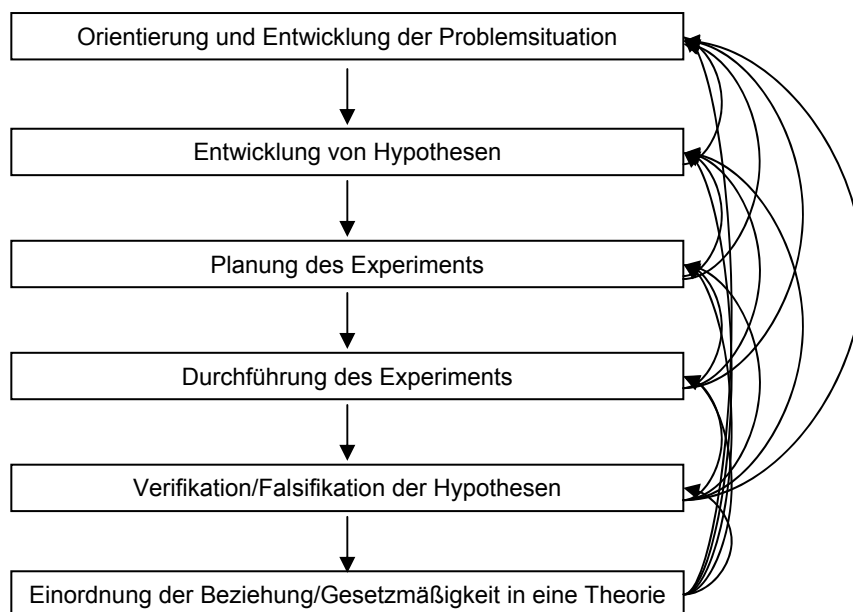 Orientierung und Entwicklung der Problemsituation
Entwicklung von Hypothesen
Planung des Experiments
Durchführung des Experiments
Verifikation/Falsifikation der Hypothesen
Einordnung der Beziehung/Gesetzmäßigkeit in eine Theorie